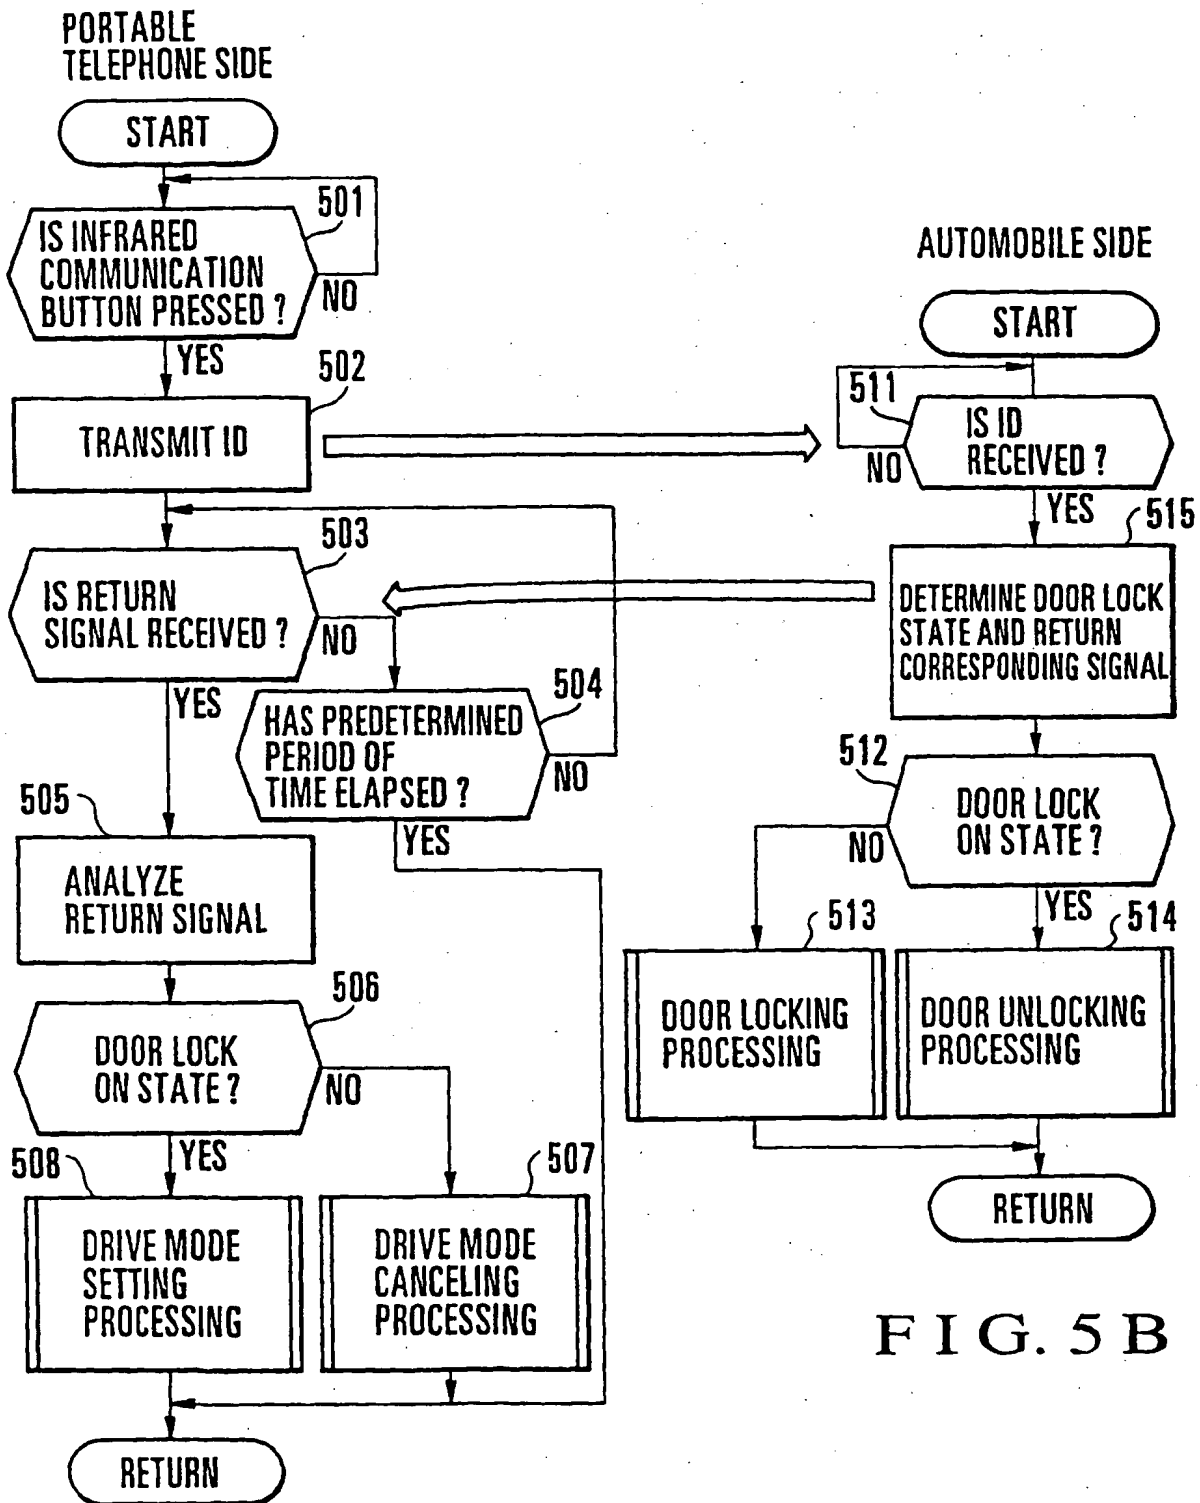 PORTABLE
TELEPHONE SIDE
START
501
IS INFRARED
COMMUNICATION
BUTTON PRESSED ?
NO
YES
502
TRANSMIT ID
503
IS RETURN
SIGNAL RECEIVED ?
NO
YES
504
HAS PREDETERMINED
PERIOD OF
TIME ELAPSED ?
NO
YES
505
ANALYZE
RETURN SIGNAL
506
DOOR LOCK
ON STATE ?
NO
YES
508
DRIVE MODE
SETTING
PROCESSING
507
DRIVE MODE
CANCELING
PROCESSING
RETURN
AUTOMOBILE SIDE
START
511
IS ID
RECEIVED ?
NO
YES
515
DETERMINE DOOR LOCK
STATE AND RETURN
CORRESPONDING SIGNAL
512
DOOR LOCK
ON STATE ?
NO
YES
513
DOOR LOCKING
PROCESSING
514
DOOR UNLOCKING
PROCESSING
RETURN
FIG. 5B